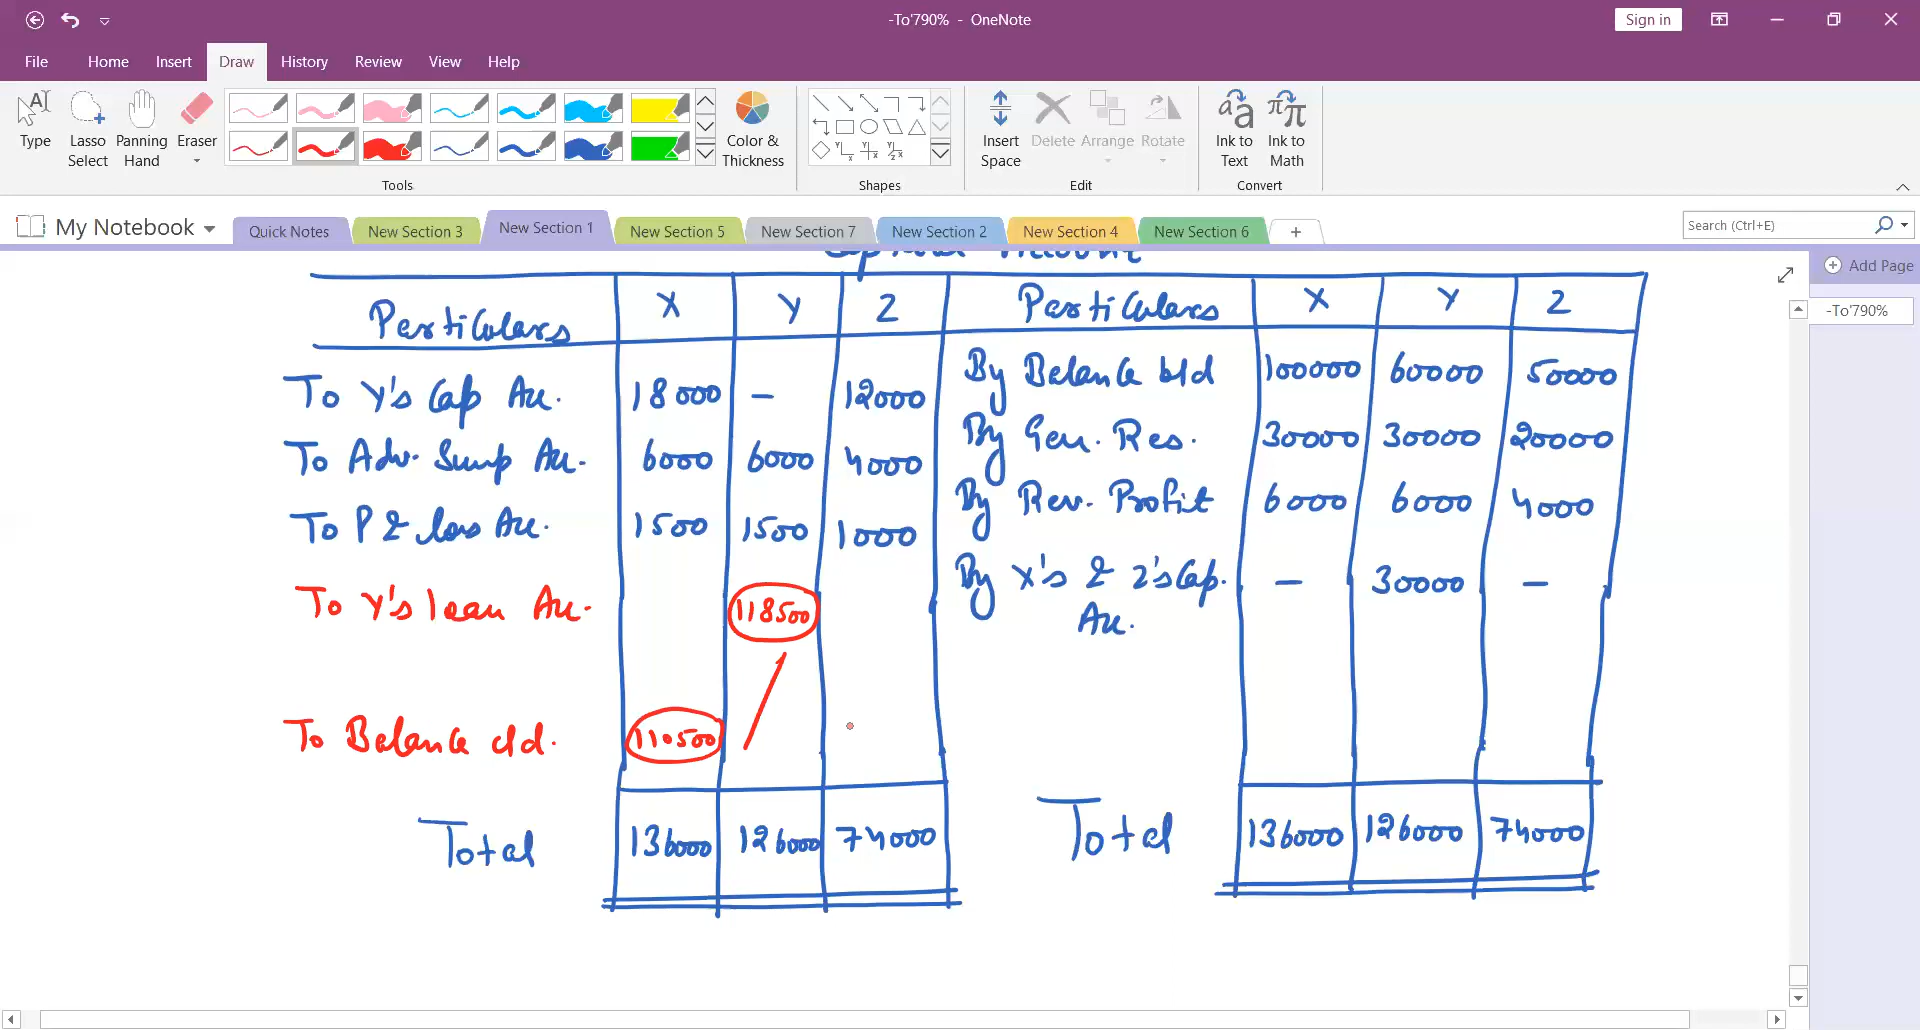 -To'790% - OneNote
Sign in
File Home Insert Draw History Review View Help
Type
Lasso Select
Panning Hand
Eraser
Color & Thickness
Insert Space
Delete
Arrange
Rotate
Ink to Text
Ink to Math
Tools
Shapes
Edit
Convert
My Notebook
Quick Notes
New Section 3
New Section 1
New Section 5
New Section 7
New Section 2
New Section 4
New Section 6
+
Search (Ctrl+E)
Add Page
-To'790%
Account
Particulars X Y Z Particulars X Y Z
To Y's Cap Au. 18000 - 12000 By Balance b/d 100000 60000 50000
To Adv. Susp Au. 6000 6000 4000 By Gen. Res. 30000 30000 20000
To P & loss Au. 1500 1500 1000 By Rev. Profit 6000 6000 4000
To Y's loan Au. 118500 By X's & Z's Cap. Au. - 30000 -
To Balance c/d. 110500
Total 136000 126000 74000 Total 136000 126000 74000